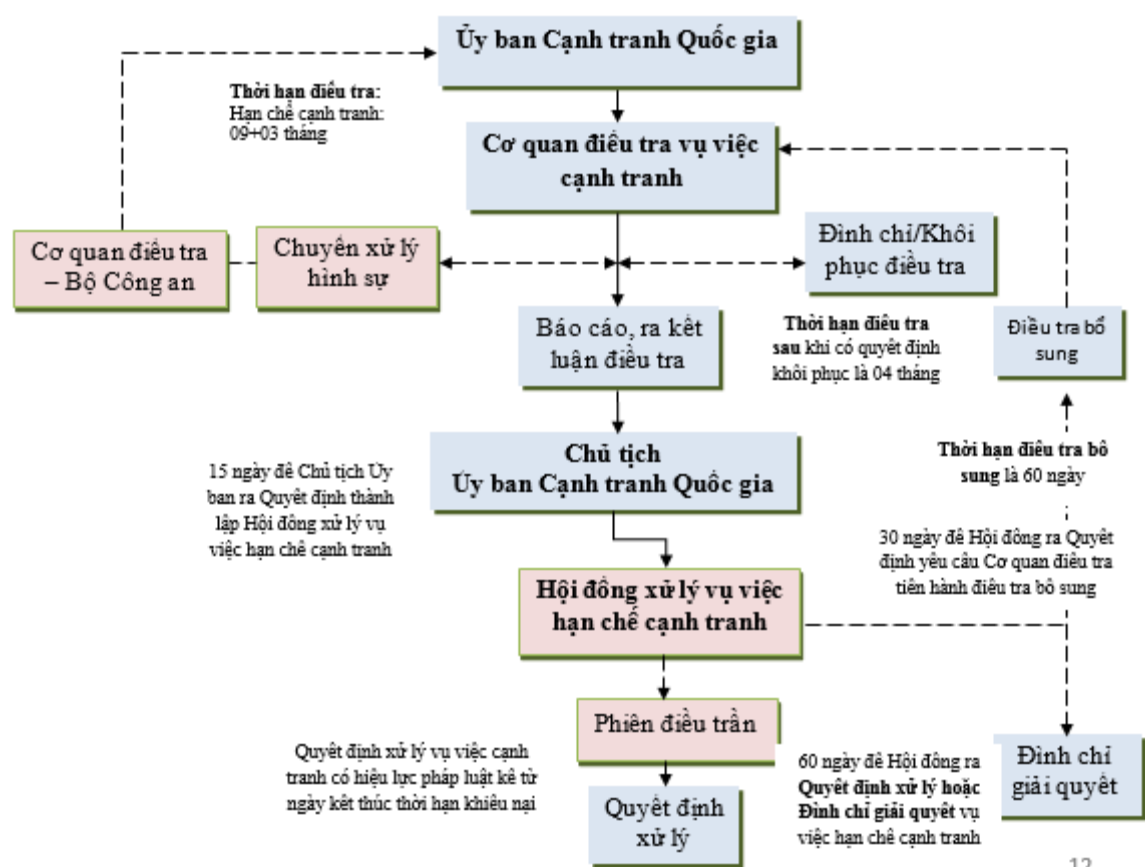 Ủy ban Cạnh tranh Quốc gia
Thời hạn điều tra:
Hạn chế cạnh tranh:
09+03 tháng
Cơ quan điều tra vụ việc
cạnh tranh
Cơ quan điều tra
– Bộ Công an
Chuyển xử lý
hình sự
Đình chỉ/Khôi
phục điều tra
Báo cáo, ra kết
luận điều tra
Thời hạn điều tra
sau khi có quyết định
khôi phục là 04 tháng
Điều tra bổ
sung
15 ngày để Chủ tịch Ủy
ban ra Quyết định thành
lập Hội đồng xử lý vụ
việc hạn chế cạnh tranh
Chủ tịch
Ủy ban Cạnh tranh Quốc gia
Thời hạn điều tra bổ
sung là 60 ngày
30 ngày để Hội đồng ra Quyết
định yêu cầu Cơ quan điều tra
tiến hành điều tra bổ sung
Hội đồng xử lý vụ việc
hạn chế cạnh tranh
Phiên điều trần
Quyết định xử lý vụ việc cạnh
tranh có hiệu lực pháp luật kể từ
ngày kết thúc thời hạn khiếu nại
Quyết định
xử lý
60 ngày để Hội đồng ra
Quyết định xử lý hoặc
Đình chỉ giải quyết vụ
việc hạn chế cạnh tranh
Đình chỉ
giải quyết
12